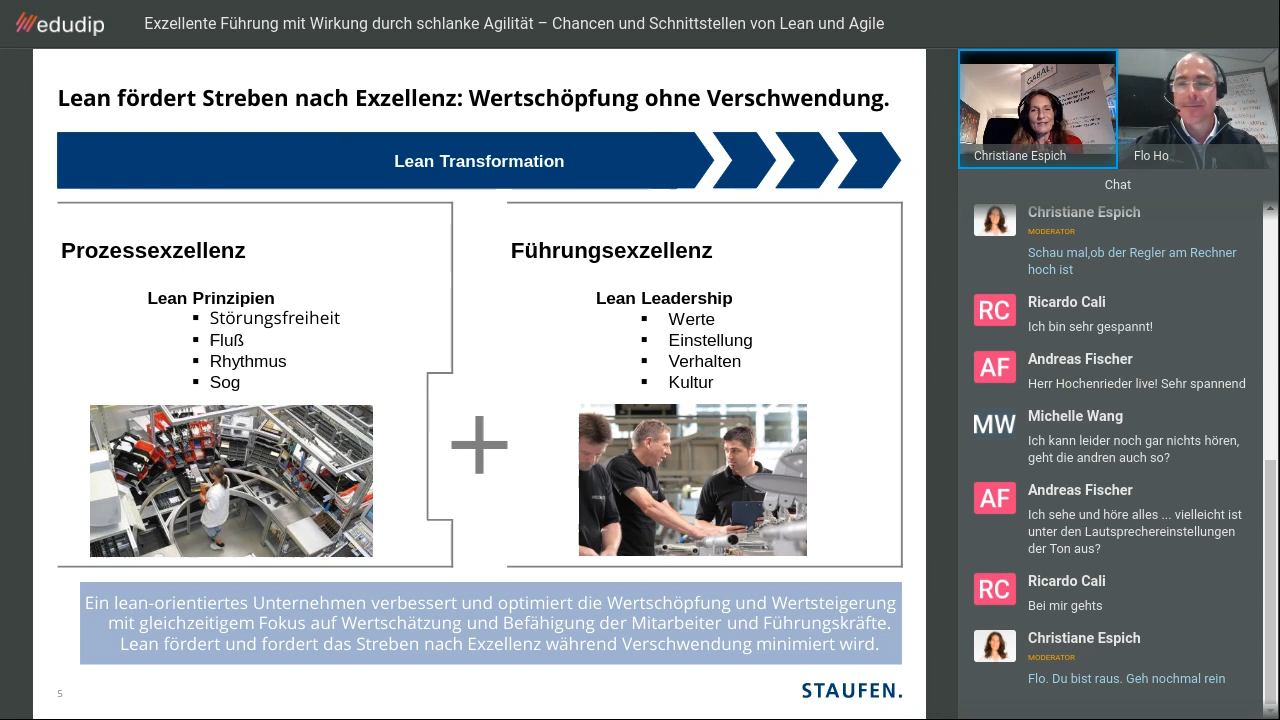 edudip
Exzellente Führung mit Wirkung durch schlanke Agilität – Chancen und Schnittstellen von Lean und Agile
Lean fördert Streben nach Exzellenz: Wertschöpfung ohne Verschwendung.
Lean Transformation
Prozessexzellenz
Lean Prinzipien
▪ Störungsfreiheit
▪ Fluß
▪ Rhythmus
▪ Sog
+
Führungsexzellenz
Lean Leadership
▪ Werte
▪ Einstellung
▪ Verhalten
▪ Kultur
Ein lean-orientiertes Unternehmen verbessert und optimiert die Wertschöpfung und Wertsteigerung
mit gleichzeitigem Fokus auf Wertschätzung und Befähigung der Mitarbeiter und Führungskräfte.
Lean fördert und fordert das Streben nach Exzellenz während Verschwendung minimiert wird.
5
STAUFEN.
GABAL
Christiane Espich
Flo Ho
Chat
Christiane Espich
MODERATOR
Schau mal,ob der Regler am Rechner
hoch ist
RC
Ricardo Cali
Ich bin sehr gespannt!
AF
Andreas Fischer
Herr Hochenrieder live! Sehr spannend
MW
Michelle Wang
Ich kann leider noch gar nichts hören,
geht die andren auch so?
AF
Andreas Fischer
Ich sehe und höre alles ... vielleicht ist
unter den Lautsprechereinstellungen
der Ton aus?
RC
Ricardo Cali
Bei mir gehts
Christiane Espich
MODERATOR
Flo. Du bist raus. Geh nochmal rein